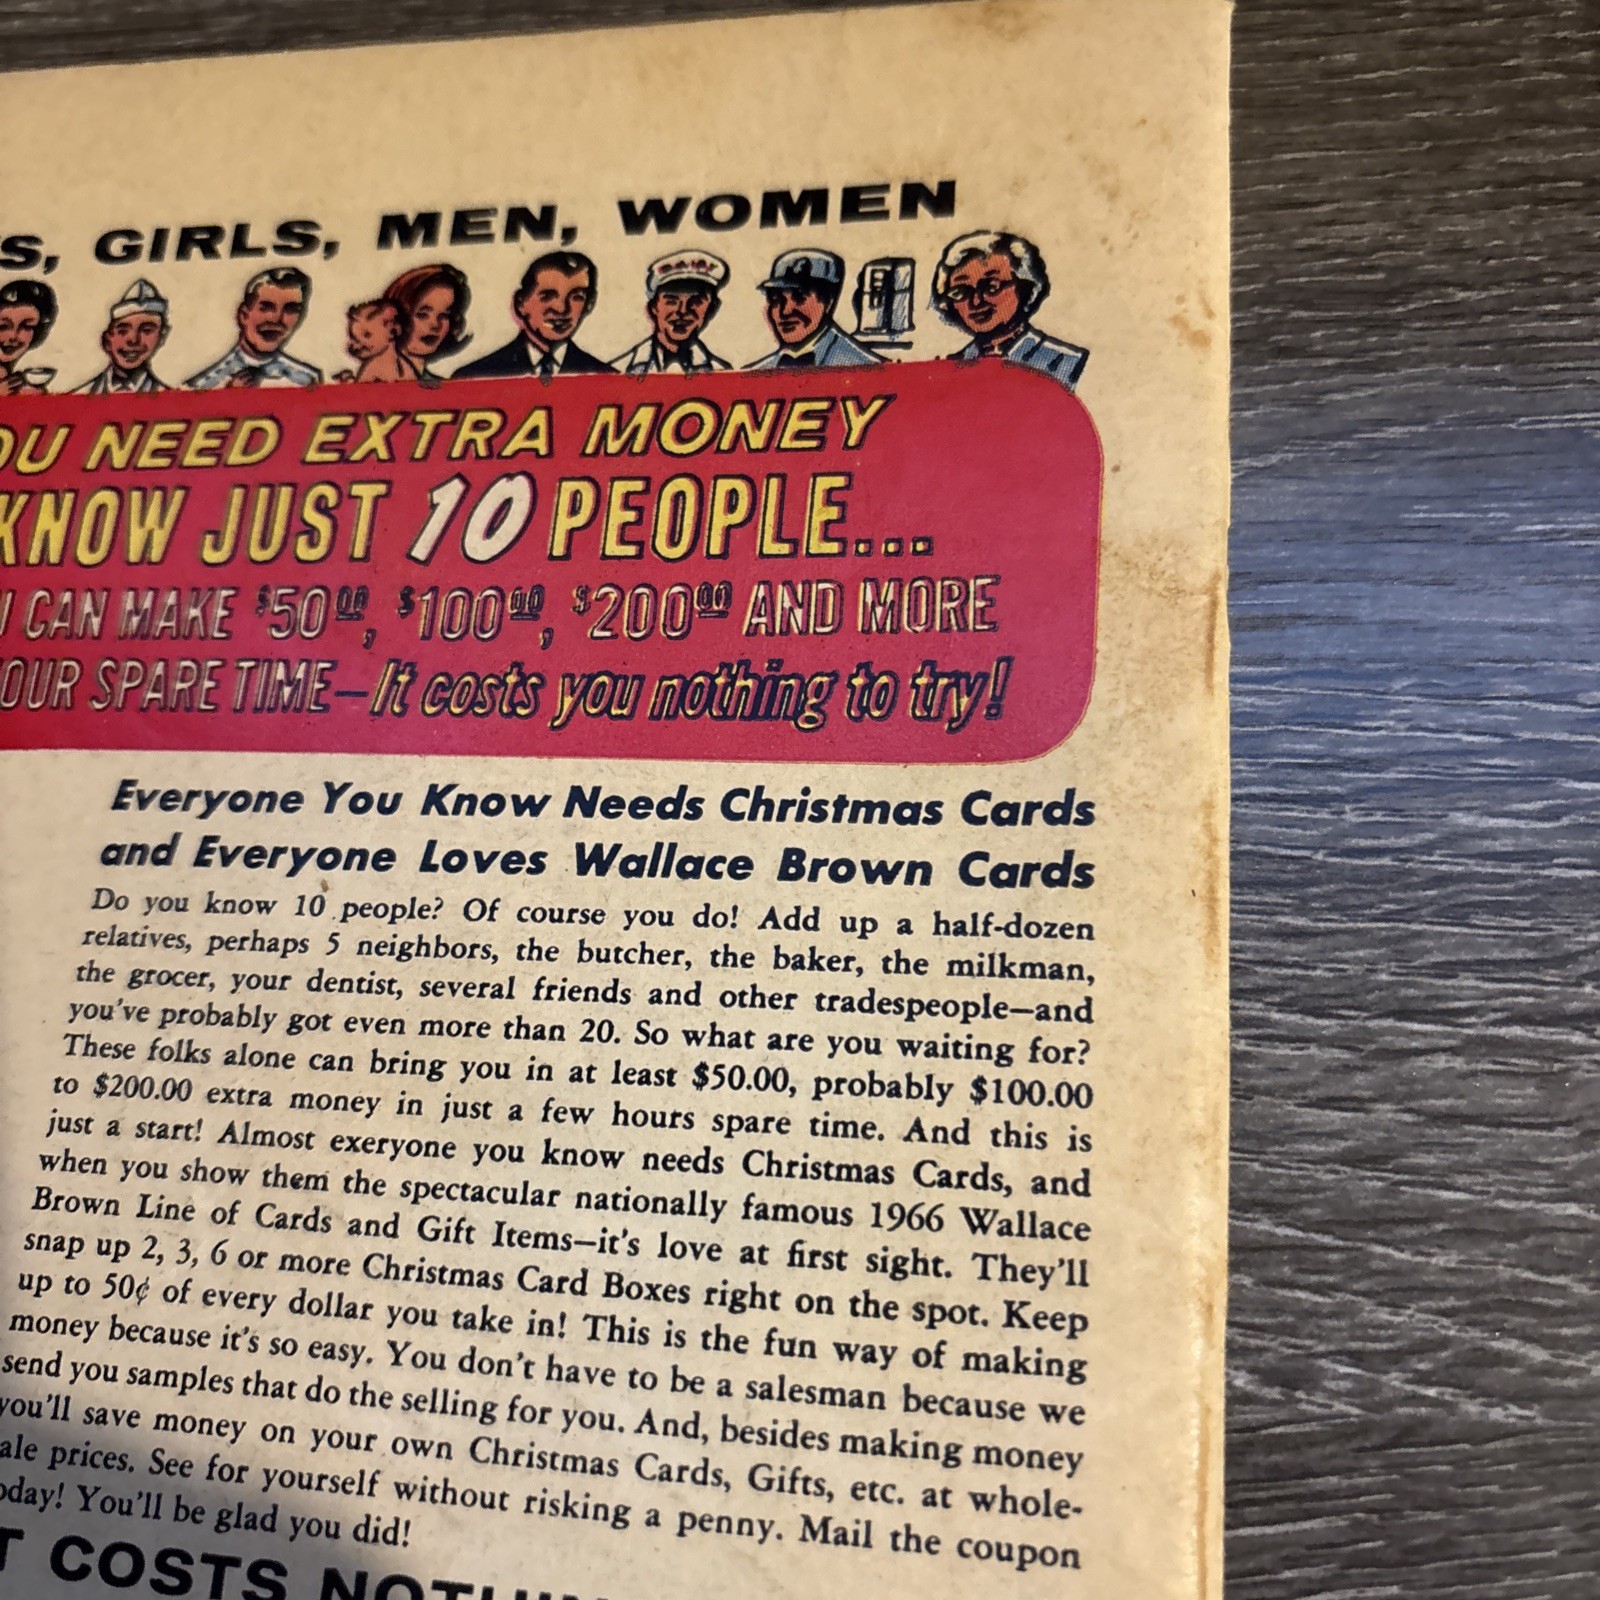 S, GIRLS, MEN, WOMEN
OU NEED EXTRA MONEY
KNOW JUST 10 PEOPLE...
U CAN MAKE $50⁰⁰, $100⁰⁰, $200⁰⁰ AND MORE
OUR SPARE TIME—It costs you nothing to try!
Everyone You Know Needs Christmas Cards
and Everyone Loves Wallace Brown Cards
Do you know 10 people? Of course you do! Add up a half-dozen
relatives, perhaps 5 neighbors, the butcher, the baker, the milkman,
the grocer, your dentist, several friends and other tradespeople—and
you've probably got even more than 20. So what are you waiting for?
These folks alone can bring you in at least $50.00, probably $100.00
to $200.00 extra money in just a few hours spare time. And this is
just a start! Almost exeryone you know needs Christmas Cards, and
when you show them the spectacular nationally famous 1966 Wallace
Brown Line of Cards and Gift Items—it's love at first sight. They'll
snap up 2, 3, 6 or more Christmas Card Boxes right on the spot. Keep
up to 50¢ of every dollar you take in! This is the fun way of making
money because it's so easy. You don't have to be a salesman because we
send you samples that do the selling for you. And, besides making money
you'll save money on your own Christmas Cards, Gifts, etc. at whole-
ale prices. See for yourself without risking a penny. Mail the coupon
oday! You'll be glad you did!
T COSTS NOTHIN